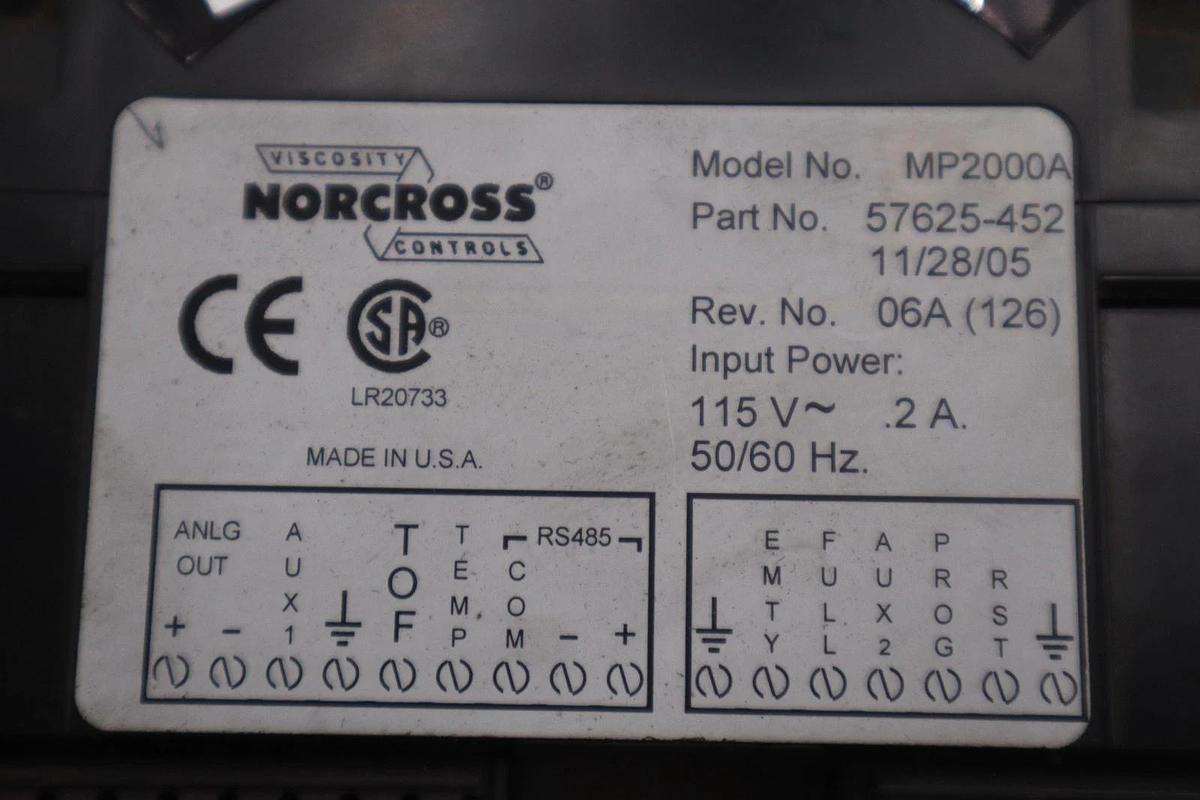 VISCOSITY
NORCROSS®
CONTROLS
CE SA®
LR20733
MADE IN U.S.A.
Model No. MP2000A
Part No. 57625-452
11/28/05
Rev. No. 06A (126)
Input Power:
115 V~ .2 A.
50/60 Hz.
ANLG OUT + − AUX1 TOF TEMP. COM RS485 − +
EMTY FULL AUX2 PROG RST